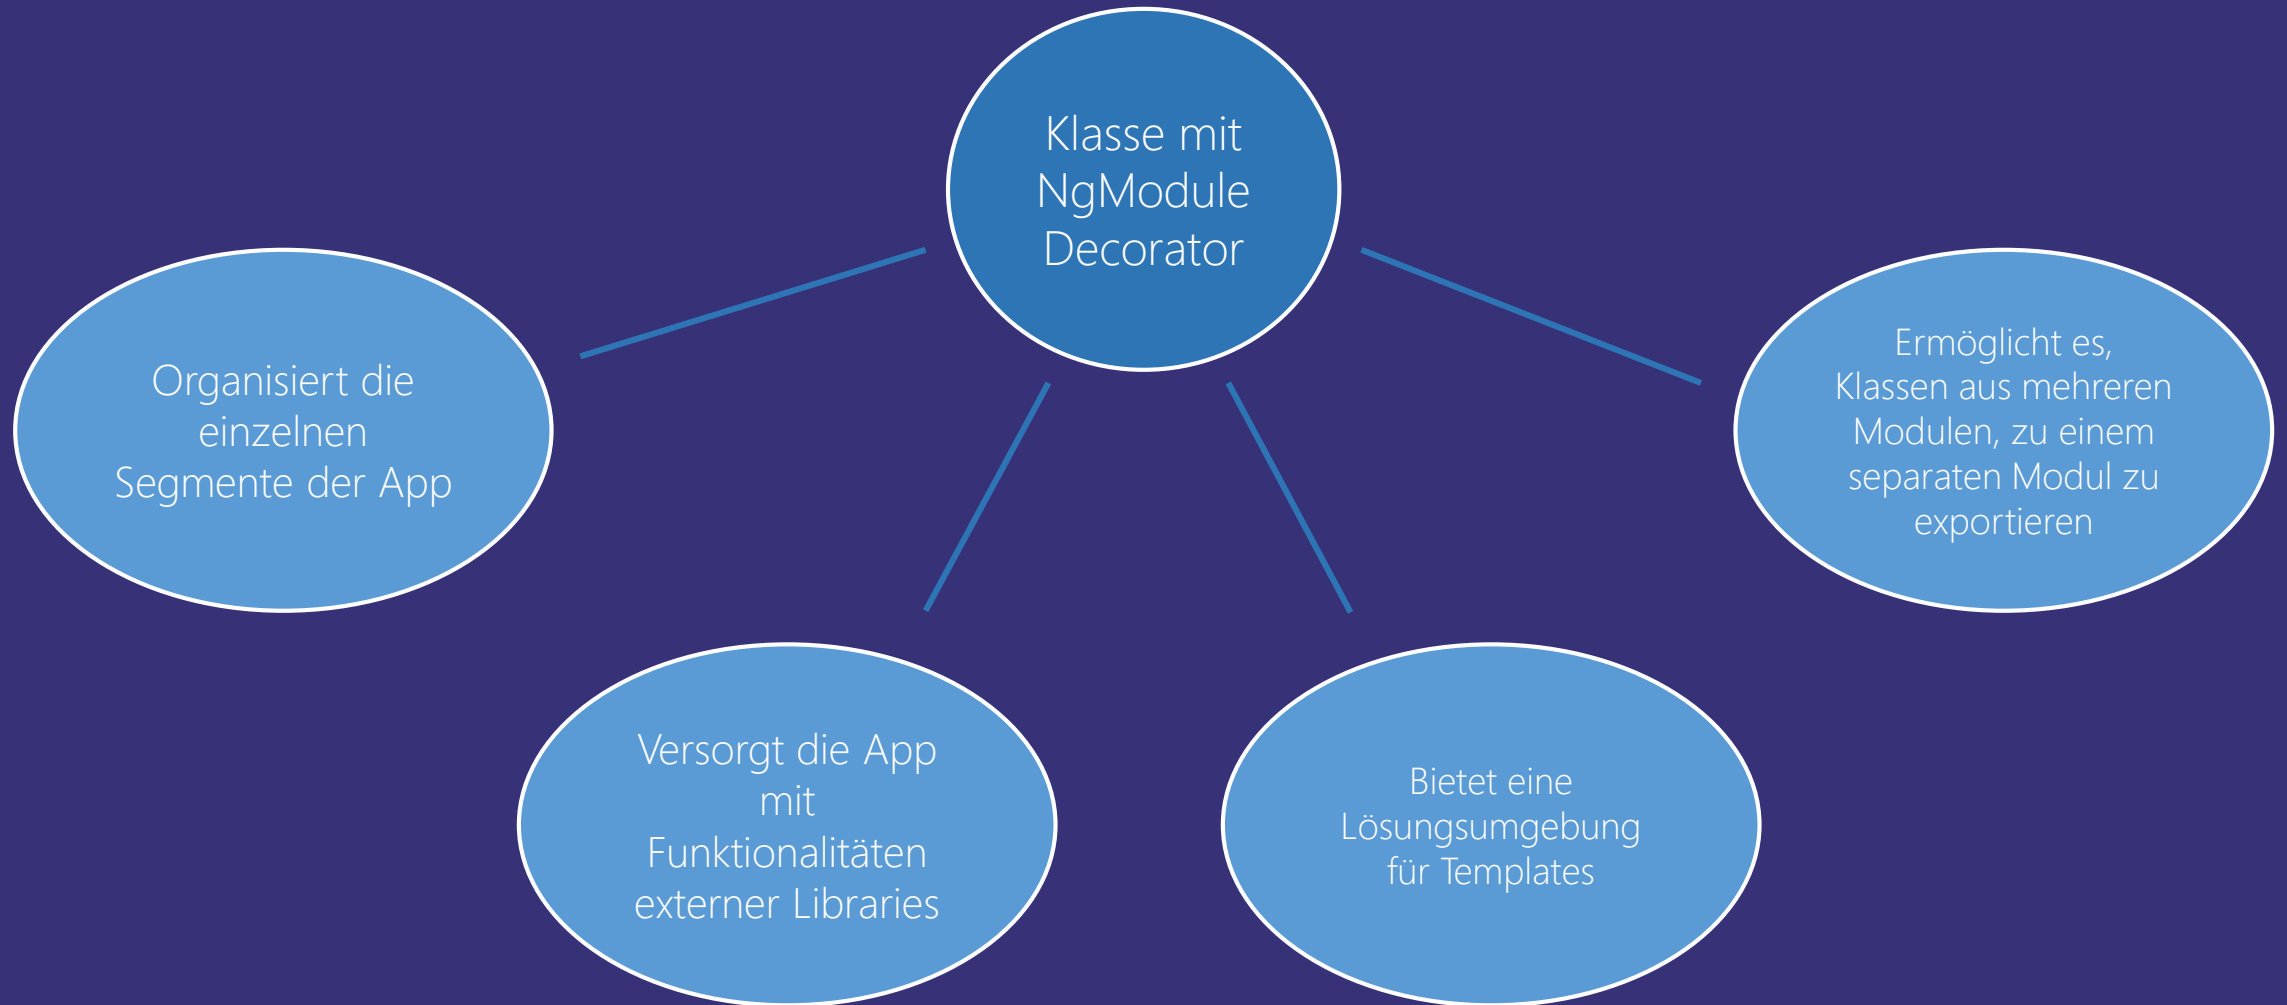 Klasse mit
NgModule
Decorator
Organisiert die
einzelnen
Segmente der App
Versorgt die App
mit
Funktionalitäten
externer Libraries
Bietet eine
Lösungsumgebung
für Templates
Ermöglicht es,
Klassen aus mehreren
Modulen, zu einem
separaten Modul zu
exportieren